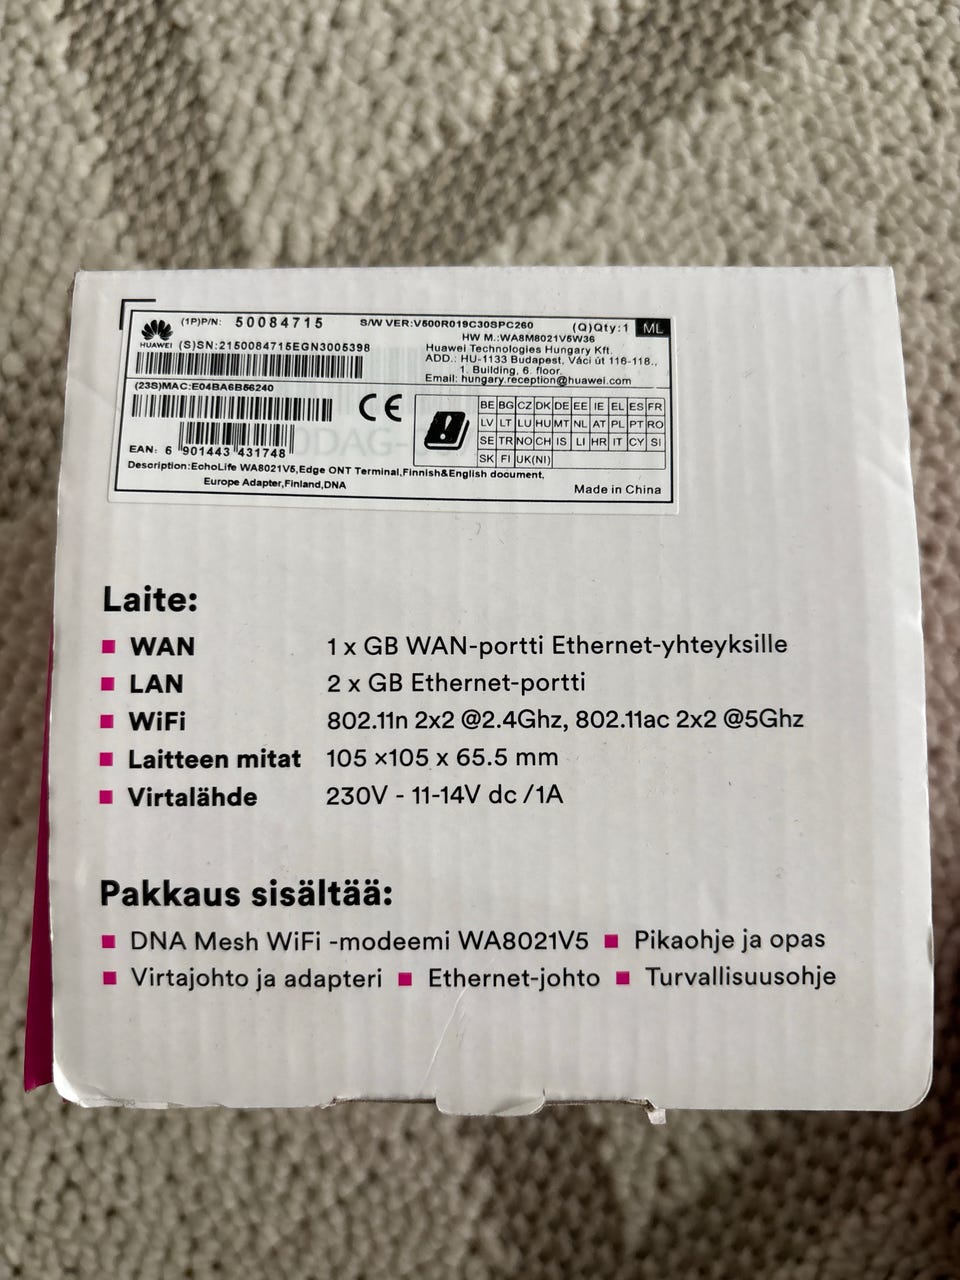 HUAWEI
(1P)P/N: 50084715 S/W VER:V500R019C30SPC260 (Q)Qty:1 ML
HW M.:WA8M8021V5W36
(S)SN:2150084715EGN3005398
Huawei Technologies Hungary Kft.
ADD.: HU-1133 Budapest, Váci út 116-118.,
1. Building, 6. floor.
Email: hungary.reception@huawei.com
(23S)MAC:E04BA6B56240
CE
BE BG CZ DK DE EE IE EL ES FR
LV LT LU HU MT NL AT PL PT RO
SE TR NO CH IS LI HR IT CY SI
SK FI UK(NI)
EAN: 6 901443 431748
Description:EchoLife WA8021V5,Edge ONT Terminal,Finnish&English document,
Europe Adapter,Finland,DNA
Made in China
Laite:
WAN 1 x GB WAN-portti Ethernet-yhteyksille
LAN 2 x GB Ethernet-portti
WiFi 802.11n 2x2 @2.4Ghz, 802.11ac 2x2 @5Ghz
Laitteen mitat 105 x105 x 65.5 mm
Virtalähde 230V - 11-14V dc /1A
Pakkaus sisältää:
DNA Mesh WiFi -modeemi WA8021V5 Pikaohje ja opas
Virtajohto ja adapteri Ethernet-johto Turvallisuusohje